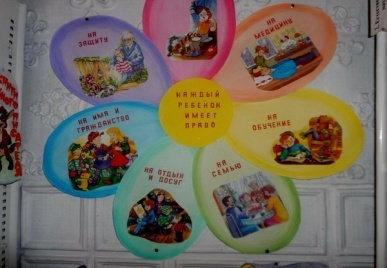 НА
ЗАЩИТУ
НА
МЕДИЦИНУ
КАЖДЫЙ
РЕБЕНОК
ИМЕЕТ
ПРАВО
НА ИМЯ И
ГРАЖДАНСТВО
НА
ОБУЧЕНИЕ
НА ОТДЫХ
И ДОСУГ
НА
СЕМЬЮ